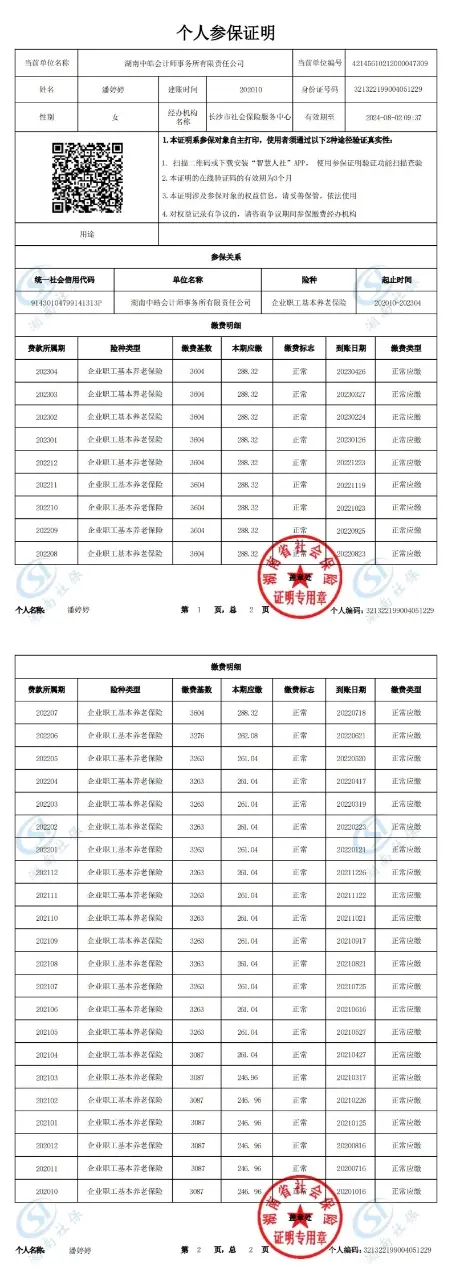 个人参保证明
当前单位名称 湖南中皓会计师事务所有限责任公司 当前单位编号 42145610212000047309
姓名 潘婷婷 建账时间 202010 身份证号码 321322199004051229
性别 女 经办机构名称 长沙市社会保险服务中心 有效期至 2024-08-02 09:37
1.本证明系参保对象自主打印，使用者须通过以下2种途径验证真实性：
1. 扫描二维码或下载安装“智慧人社”APP， 使用参保证明验证功能扫描查验
2.本证明的在线验证码的有效期为3个月
3.本证明涉及参保对象的权益信息，请妥善保管，依法使用
4.对权益记录有争议的，请咨询争议期间参保缴费经办机构
用途
参保关系
统一社会信用代码 单位名称 险种 起止时间
91430104799141313P 湖南中皓会计师事务所有限责任公司 企业职工基本养老保险 202010-202304
缴费明细
费款所属期 险种类型 缴费基数 本期应缴 缴费标志 到账日期 缴费类型
202304 企业职工基本养老保险 3604 288.32 正常 20230426 正常应缴
202303 企业职工基本养老保险 3604 288.32 正常 20230327 正常应缴
202302 企业职工基本养老保险 3604 288.32 正常 20230224 正常应缴
202301 企业职工基本养老保险 3604 288.32 正常 20230126 正常应缴
202212 企业职工基本养老保险 3604 288.32 正常 20221223 正常应缴
202211 企业职工基本养老保险 3604 288.32 正常 20221119 正常应缴
202210 企业职工基本养老保险 3604 288.32 正常 20221023 正常应缴
202209 企业职工基本养老保险 3604 288.32 正常 20220925 正常应缴
202208 企业职工基本养老保险 3604 288.32 正常 20220823 正常应缴
湖南省社会保险
证明专用章
个人名称： 潘婷婷 第 1 页，总 2 页 个人编码：321322199004051229
湖南社保
缴费明细
费款所属期 险种类型 缴费基数 本期应缴 缴费标志 到账日期 缴费类型
202207 企业职工基本养老保险 3604 288.32 正常 20220718 正常应缴
202206 企业职工基本养老保险 3276 262.08 正常 20220621 正常应缴
202205 企业职工基本养老保险 3263 261.04 正常 20220520 正常应缴
202204 企业职工基本养老保险 3263 261.04 正常 20220417 正常应缴
202203 企业职工基本养老保险 3263 261.04 正常 20220319 正常应缴
202202 企业职工基本养老保险 3263 261.04 正常 20220223 正常应缴
202201 企业职工基本养老保险 3263 261.04 正常 20220121 正常应缴
202112 企业职工基本养老保险 3263 261.04 正常 20211226 正常应缴
202111 企业职工基本养老保险 3263 261.04 正常 20211122 正常应缴
202110 企业职工基本养老保险 3263 261.04 正常 20211021 正常应缴
202109 企业职工基本养老保险 3263 261.04 正常 20210917 正常应缴
202108 企业职工基本养老保险 3263 261.04 正常 20210821 正常应缴
202107 企业职工基本养老保险 3263 261.04 正常 20210725 正常应缴
202106 企业职工基本养老保险 3263 261.04 正常 20210616 正常应缴
202105 企业职工基本养老保险 3263 261.04 正常 20210527 正常应缴
202104 企业职工基本养老保险 3087 261.04 正常 20210427 正常应缴
202103 企业职工基本养老保险 3087 246.96 正常 20210317 正常应缴
202102 企业职工基本养老保险 3087 246.96 正常 20210226 正常应缴
202101 企业职工基本养老保险 3087 246.96 正常 20210125 正常应缴
202012 企业职工基本养老保险 3087 246.96 正常 20200816 正常应缴
202011 企业职工基本养老保险 3087 246.96 正常 20200716 正常应缴
202010 企业职工基本养老保险 3087 246.96 正常 20201016 正常应缴
湖南省社会保险
证明专用章
个人名称： 潘婷婷 第 2 页，总 2 页 个人编码：321322199004051229
湖南社保